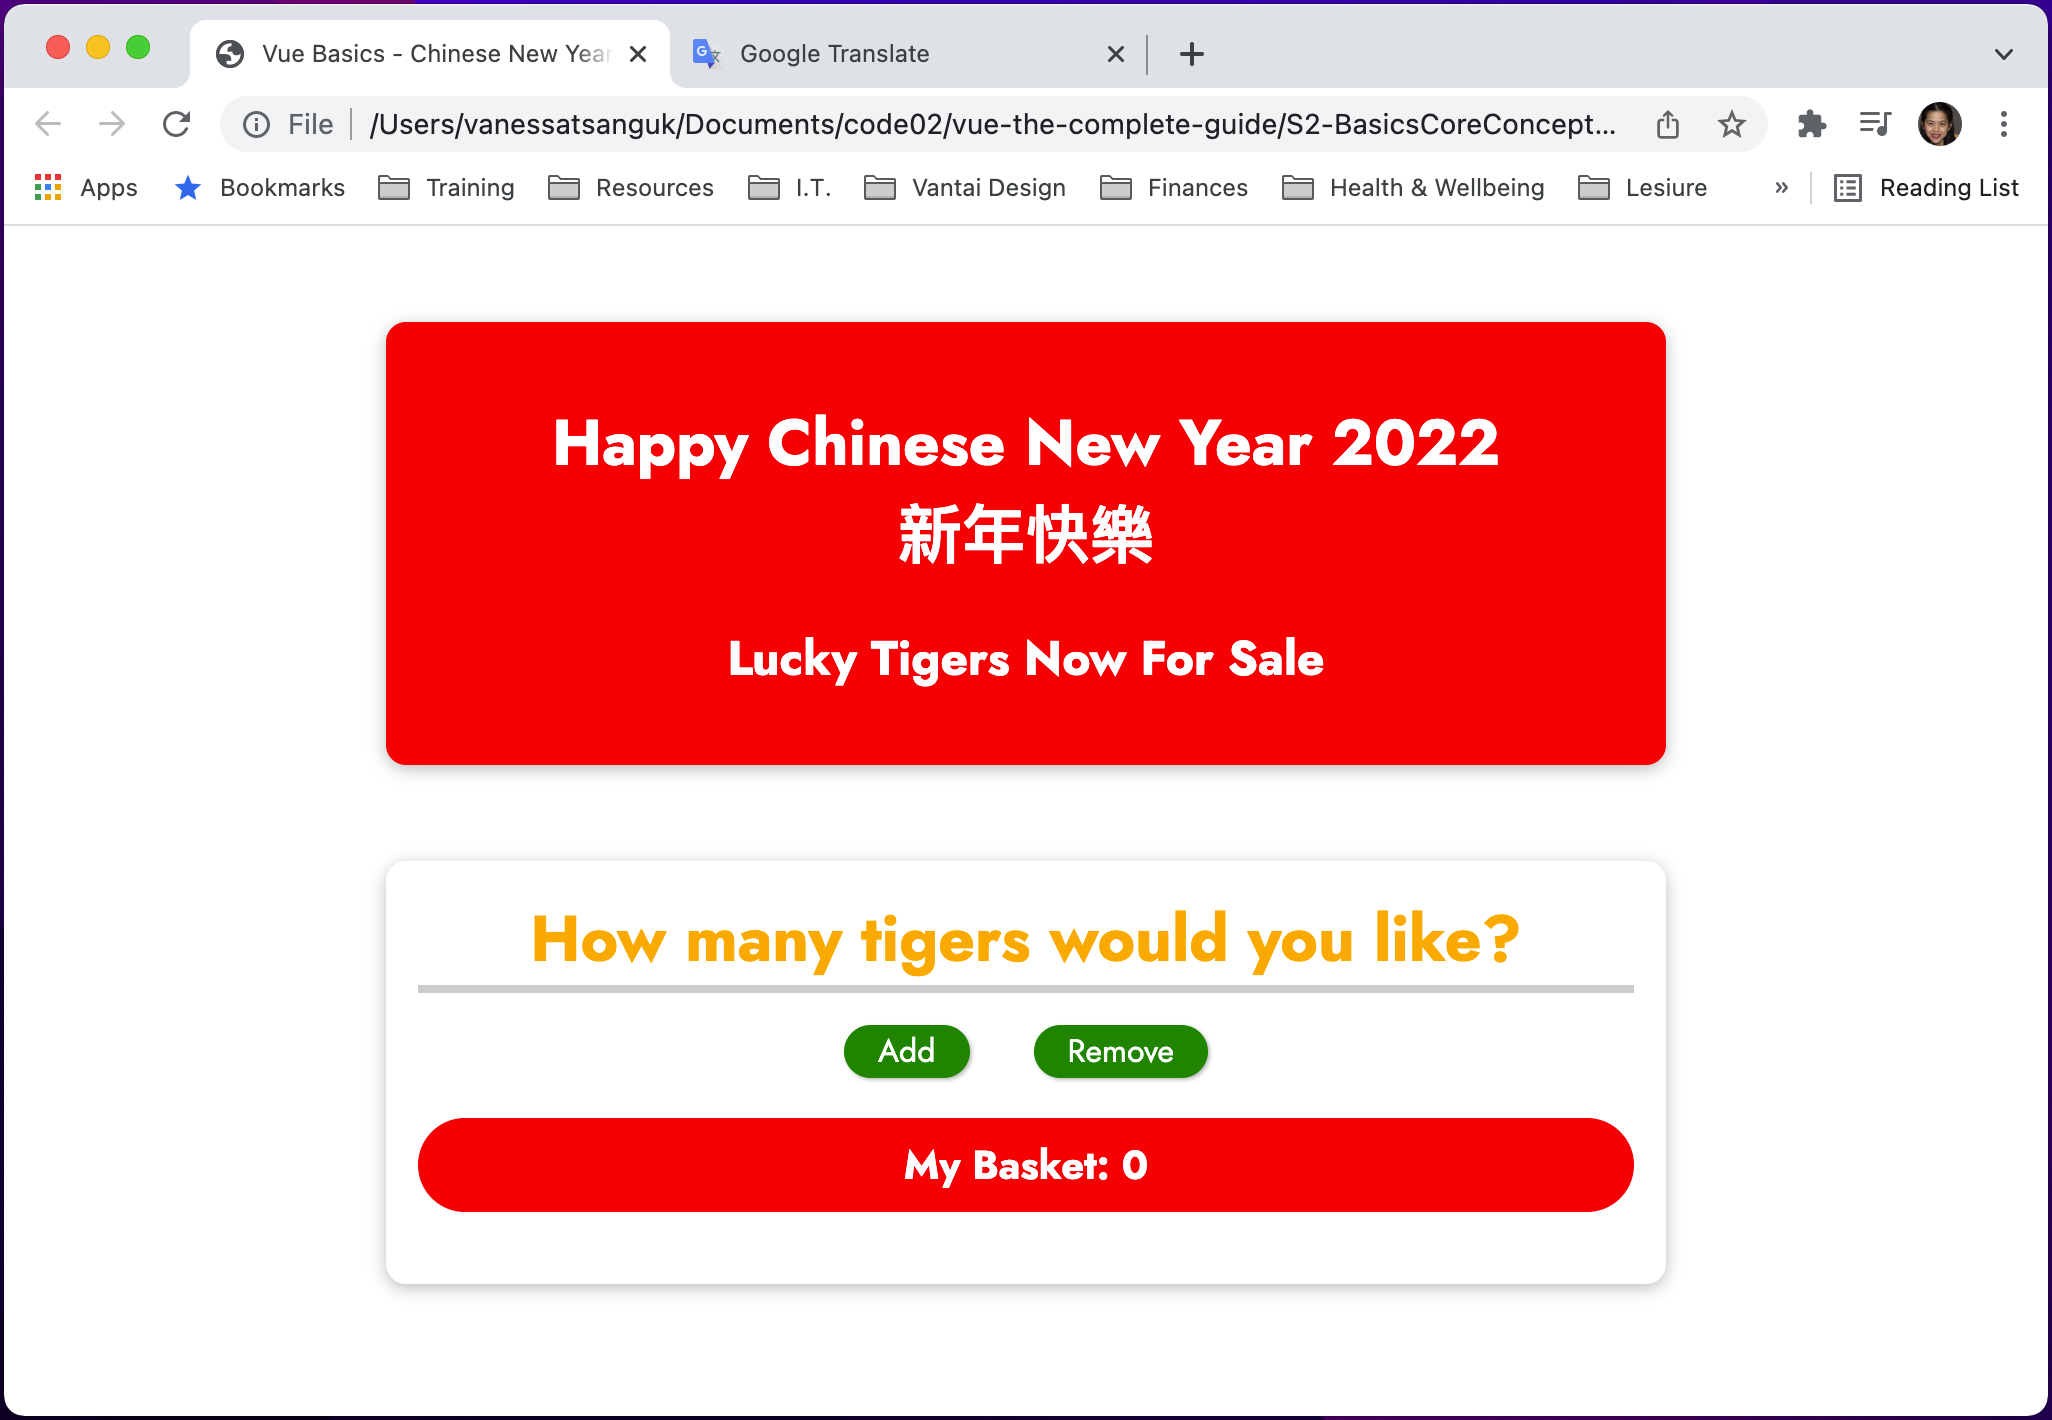 Vue Basics - Chinese New Year
Google Translate
File
/Users/vanessatsanguk/Documents/code02/vue-the-complete-guide/S2-BasicsCoreConcept...
Apps
Bookmarks
Training
Resources
I.T.
Vantai Design
Finances
Health & Wellbeing
Lesiure
»
Reading List
Happy Chinese New Year 2022
新年快樂
Lucky Tigers Now For Sale
How many tigers would you like?
Add
Remove
My Basket: 0